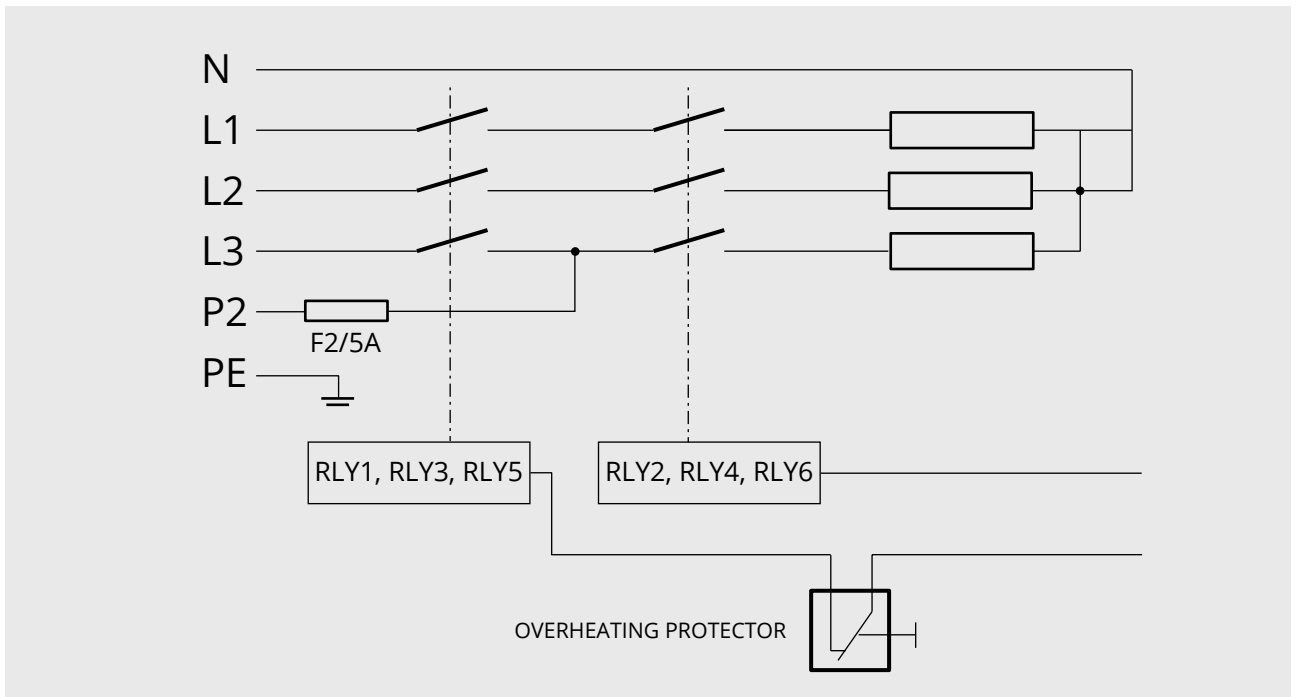 N
L1
L2
L3
P2
F2/5A
PE
RLY1, RLY3, RLY5
RLY2, RLY4, RLY6
OVERHEATING PROTECTOR